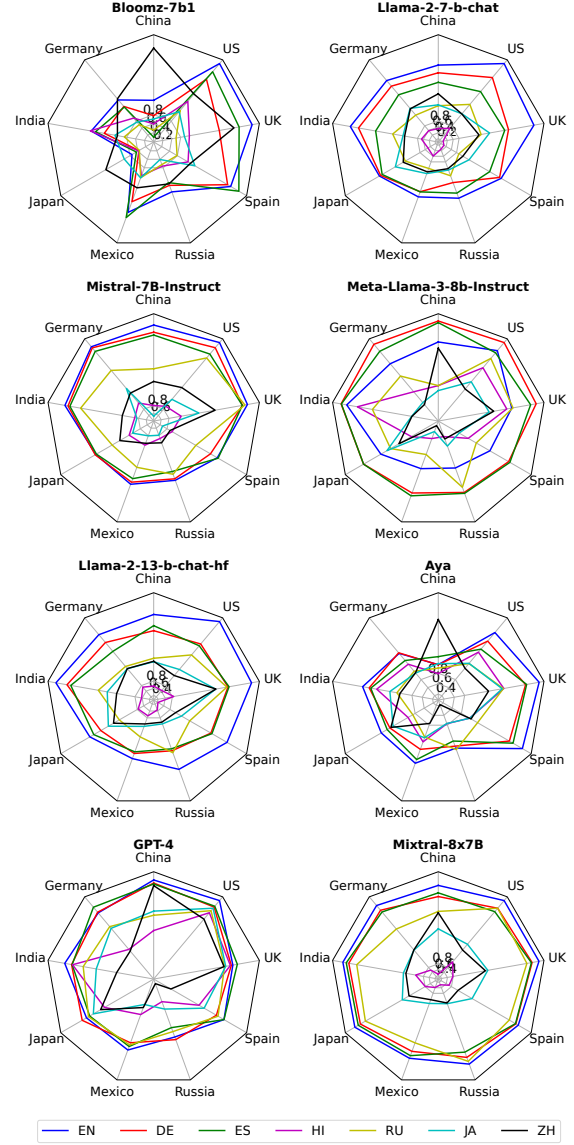 Bloomz-7b1
China
US
UK
Spain
Russia
Mexico
Japan
India
Germany
0.8
0.4
0.2
Llama-2-7-b-chat
China
US
UK
Spain
Russia
Mexico
Japan
India
Germany
0.8
0.2
Mistral-7B-Instruct
China
US
UK
Spain
Russia
Mexico
Japan
India
Germany
0.8
Meta-Llama-3-8b-Instruct
China
US
UK
Spain
Russia
Mexico
Japan
India
Germany
Llama-2-13-b-chat-hf
China
US
UK
Spain
Russia
Mexico
Japan
India
Germany
0.8
0.6
0.4
Aya
China
US
UK
Spain
Russia
Mexico
Japan
India
Germany
0.8
0.6
0.4
GPT-4
China
US
UK
Spain
Russia
Mexico
Japan
India
Germany
Mixtral-8x7B
China
US
UK
Spain
Russia
Mexico
Japan
India
Germany
0.8
0.4
EN DE ES HI RU JA ZH